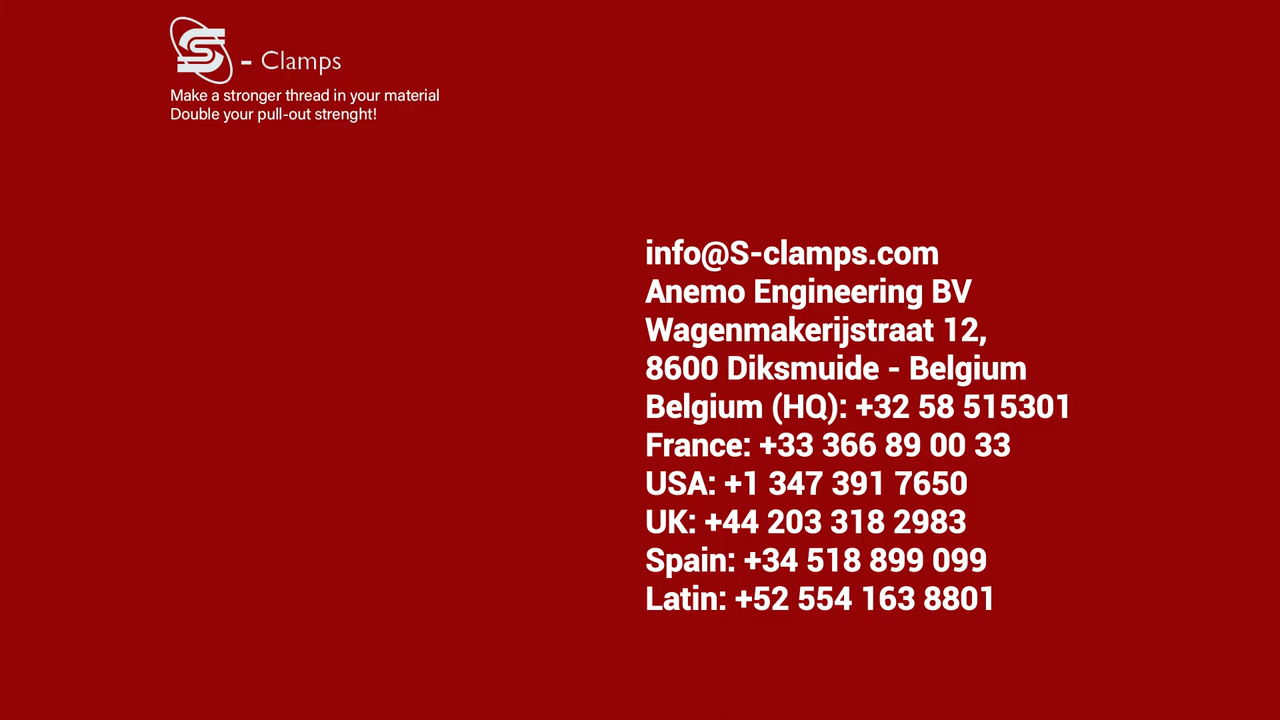 S - Clamps
Make a stronger thread in your material
Double your pull-out strenght!
info@S-clamps.com
Anemo Engineering BV
Wagenmakerijstraat 12,
8600 Diksmuide - Belgium
Belgium (HQ): +32 58 515301
France: +33 366 89 00 33
USA: +1 347 391 7650
UK: +44 203 318 2983
Spain: +34 518 899 099
Latin: +52 554 163 8801